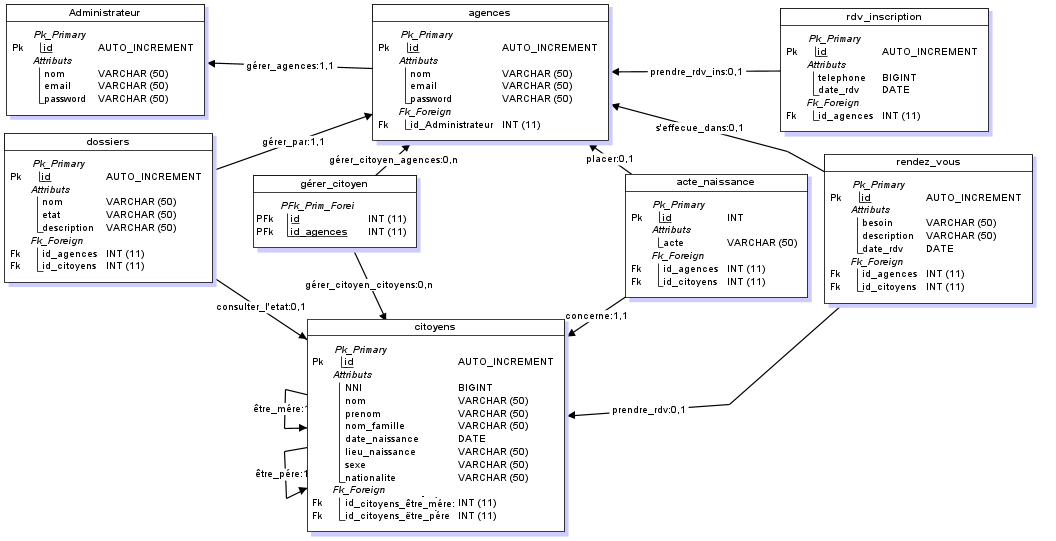 Administrateur
Pk_Primary
Pk id AUTO_INCREMENT
Attributs
nom VARCHAR (50)
email VARCHAR (50)
password VARCHAR (50)
agences
Pk_Primary
Pk id AUTO_INCREMENT
Attributs
nom VARCHAR (50)
email VARCHAR (50)
password VARCHAR (50)
Fk_Foreign
Fk id_Administrateur INT (11)
rdv_inscription
Pk_Primary
Pk id AUTO_INCREMENT
Attributs
telephone BIGINT
date_rdv DATE
Fk_Foreign
Fk id_agences INT (11)
gérer_agences:1,1
prendre_rdv_ins:0,1
s'effecue_dans:0,1
gérer_par:1,1
gérer_citoyen_agences:0,n
placer:0,1
dossiers
Pk_Primary
Pk id AUTO_INCREMENT
Attributs
nom VARCHAR (50)
etat VARCHAR (50)
description VARCHAR (50)
Fk_Foreign
Fk id_agences INT (11)
Fk id_citoyens INT (11)
gérer_citoyen
PFk_Prim_Forei
PFk id INT (11)
PFk id_agences INT (11)
acte_naissance
Pk_Primary
Pk id INT
Attributs
acte VARCHAR (50)
Fk_Foreign
Fk id_agences INT (11)
Fk id_citoyens INT (11)
rendez_vous
Pk_Primary
Pk id AUTO_INCREMENT
Attributs
besoin VARCHAR (50)
description VARCHAR (50)
date_rdv DATE
Fk_Foreign
Fk id_agences INT (11)
Fk id_citoyens INT (11)
gérer_citoyen_citoyens:0,n
consulter_l'etat:0,1
concerne:1,1
prendre_rdv:0,1
citoyens
Pk_Primary
Pk id AUTO_INCREMENT
Attributs
NNI BIGINT
nom VARCHAR (50)
prenom VARCHAR (50)
nom_famille VARCHAR (50)
date_naissance DATE
lieu_naissance VARCHAR (50)
sexe VARCHAR (50)
nationalite VARCHAR (50)
Fk_Foreign
Fk id_citoyens_être_mére: INT (11)
Fk id_citoyens_être_pére INT (11)
être_mére:1
être_pére:1